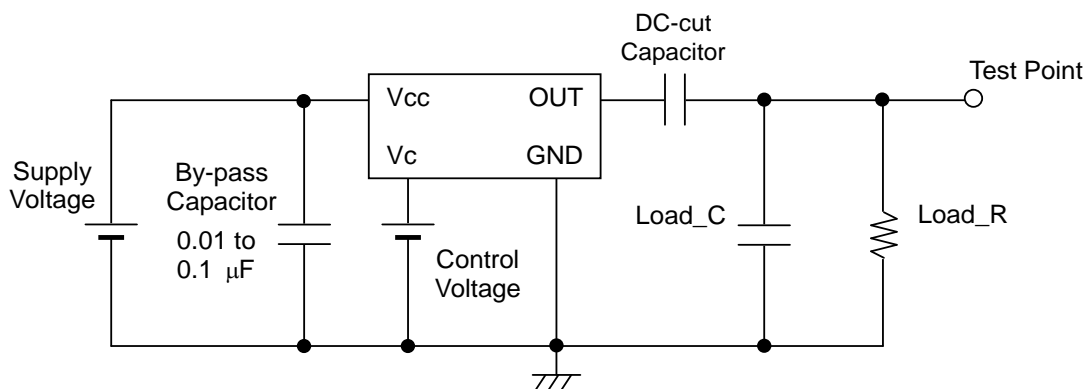 DC-cut
Capacitor
Test Point
Vcc
OUT
Vc
GND
Supply
Voltage
By-pass
Capacitor
0.01 to
0.1 μF
Control
Voltage
Load_C
Load_R